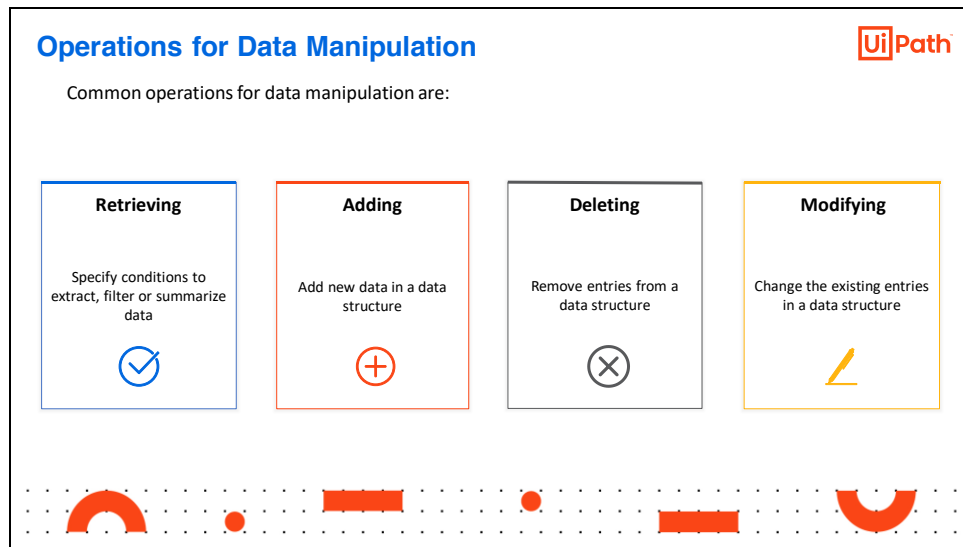 Operations for Data Manipulation
UiPath
Common operations for data manipulation are:
Retrieving
Specify conditions to
extract, filter or summarize
data
Adding
Add new data in a data
structure
Deleting
Remove entries from a
data structure
Modifying
Change the existing entries
in a data structure